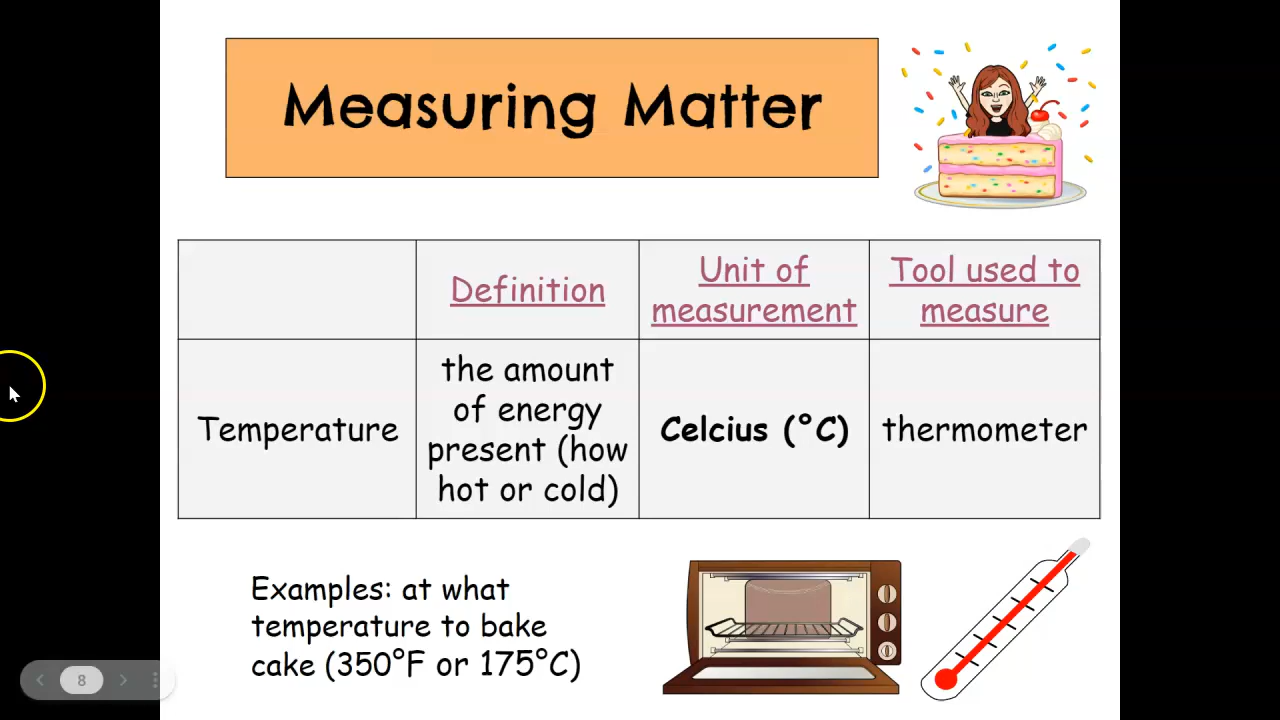 Measuring Matter
Definition
Unit of
measurement
Tool used to
measure
Temperature
the amount
of energy
present (how
hot or cold)
Celcius (°C)
thermometer
Examples: at what
temperature to bake
cake (350°F or 175°C)
8